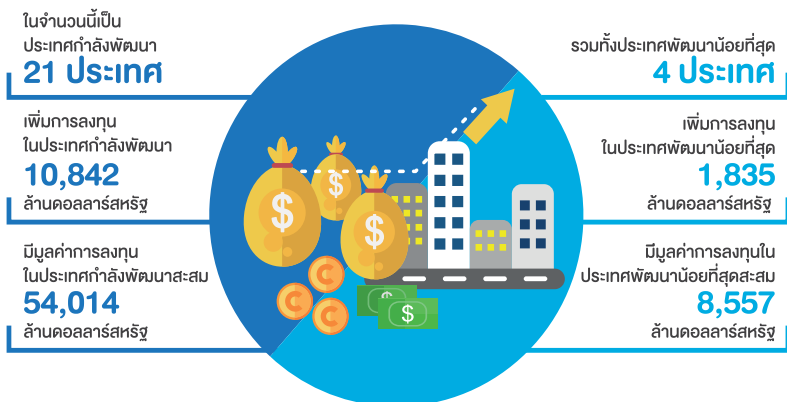 ในจำนวนนี้เป็น
ประเทศกำลังพัฒนา
21 ประเทศ
เพิ่มการลงทุน
ในประเทศกำลังพัฒนา
10,842
ล้านดอลลาร์สหรัฐ
มีมูลค่าการลงทุน
ในประเทศกำลังพัฒนาสะสม
54,014
ล้านดอลลาร์สหรัฐ
รวมทั้งประเทศพัฒนาน้อยที่สุด
4 ประเทศ
เพิ่มการลงทุน
ในประเทศพัฒนาน้อยที่สุด
1,835
ล้านดอลลาร์สหรัฐ
มีมูลค่าการลงทุนใน
ประเทศพัฒนาน้อยที่สุดสะสม
8,557
ล้านดอลลาร์สหรัฐ
$
$
$
C
C
C
$
$